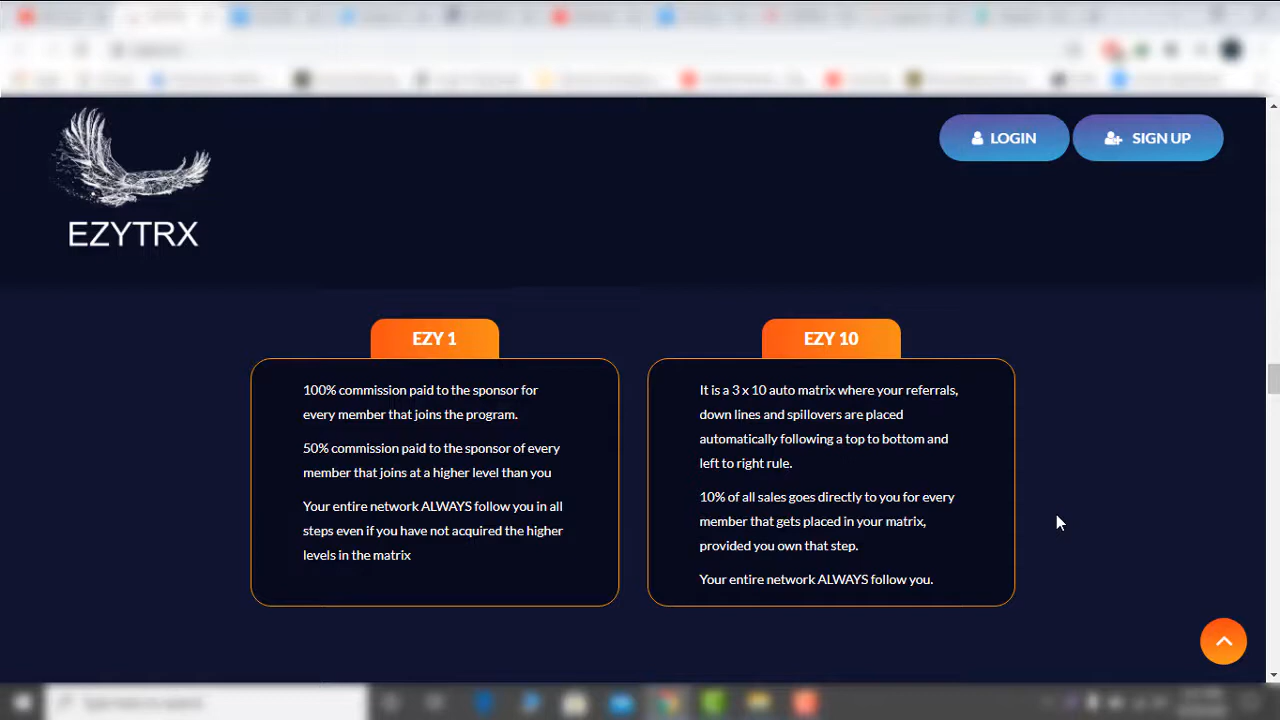 LOGIN
SIGN UP
EZYTRX
EZY 1
100% commission paid to the sponsor for
every member that joins the program.
50% commission paid to the sponsor of every
member that joins at a higher level than you
Your entire network ALWAYS follow you in all
steps even if you have not acquired the higher
levels in the matrix
EZY 10
It is a 3 x 10 auto matrix where your referrals,
down lines and spillovers are placed
automatically following a top to bottom and
left to right rule.
10% of all sales goes directly to you for every
member that gets placed in your matrix,
provided you own that step.
Your entire network ALWAYS follow you.